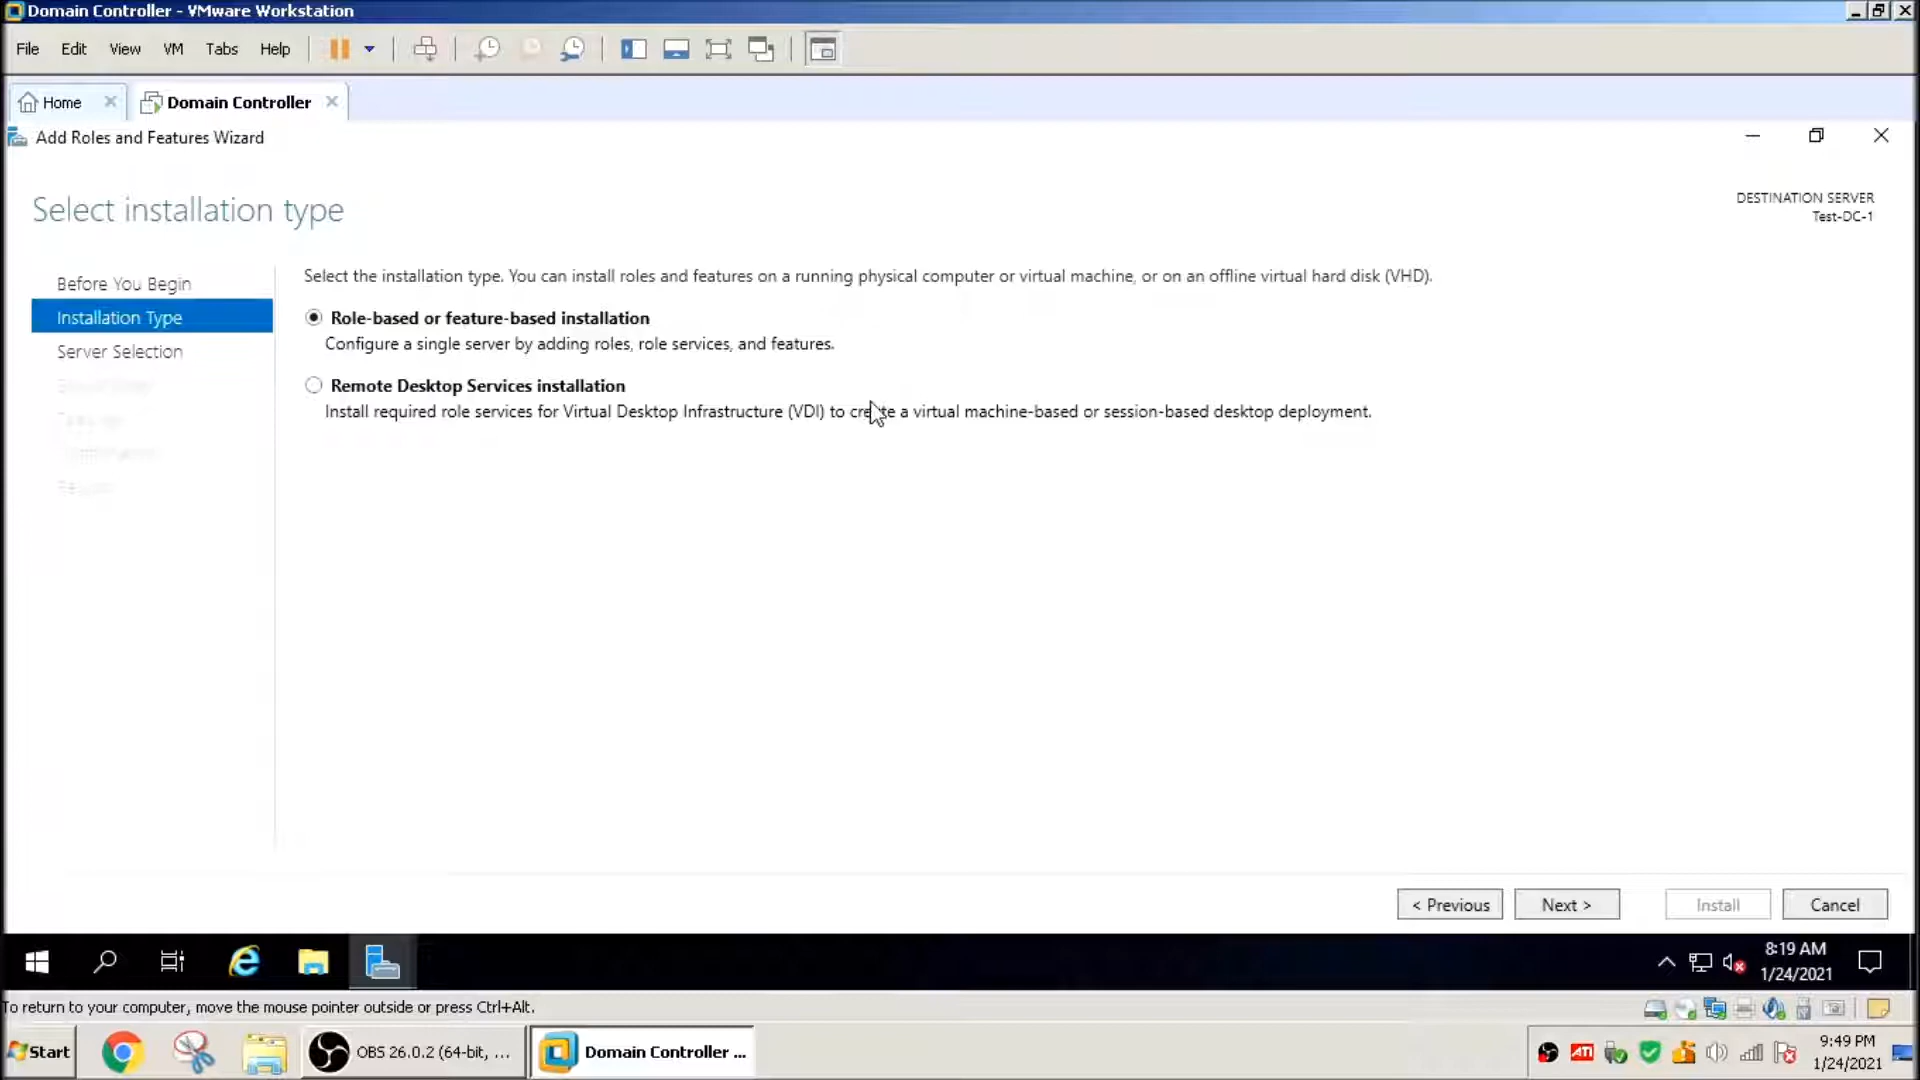 Domain Controller - VMware Workstation
File Edit View VM Tabs Help
Home
Domain Controller
Add Roles and Features Wizard
Select installation type
DESTINATION SERVER
Test-DC-1
Before You Begin
Installation Type
Server Selection
Select the installation type. You can install roles and features on a running physical computer or virtual machine, or on an offline virtual hard disk (VHD).
Role-based or feature-based installation
Configure a single server by adding roles, role services, and features.
Remote Desktop Services installation
Install required role services for Virtual Desktop Infrastructure (VDI) to create a virtual machine-based or session-based desktop deployment.
< Previous
Next >
Install
Cancel
8:19 AM
1/24/2021
To return to your computer, move the mouse pointer outside or press Ctrl+Alt.
Start
OBS 26.0.2 (64-bit, ...
Domain Controller ...
ATI
9:49 PM
1/24/2021